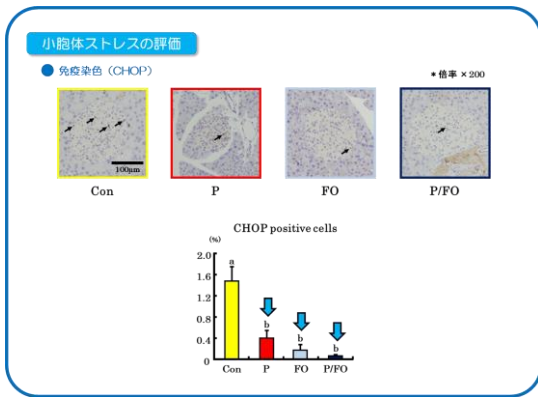 小胞体ストレスの評価
● 免疫染色（CHOP）
＊倍率 ×200
100μm
Con P FO P/FO
CHOP positive cells
(%)
2.0
1.6
1.2
0.8
0.4
0
a
b
b
b
Con P FO P/FO